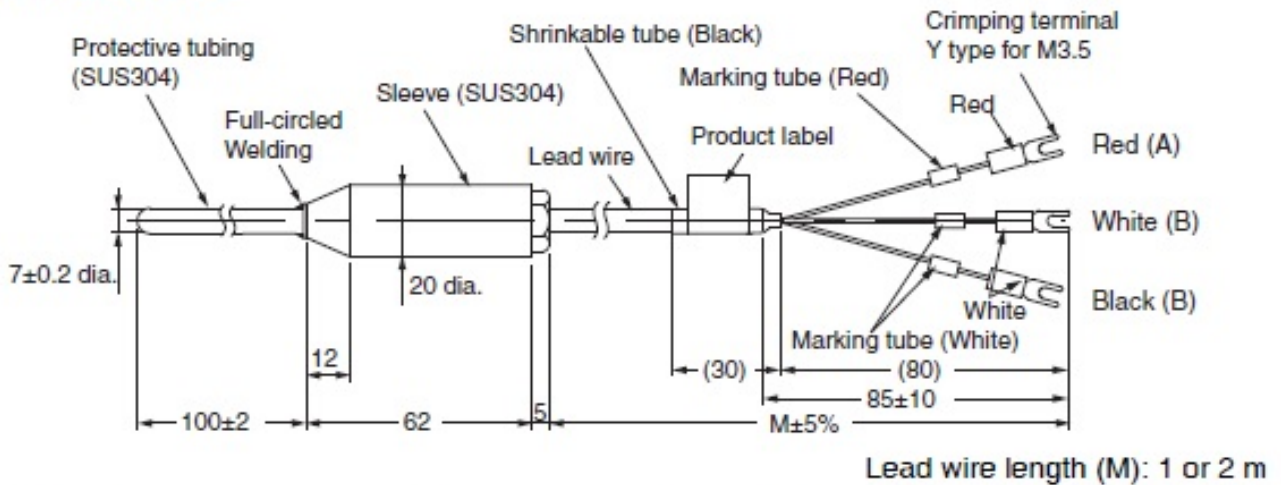 Protective tubing
(SUS304)
Full-circled
Welding
Sleeve (SUS304)
Shrinkable tube (Black)
Lead wire
Product label
Marking tube (Red)
Red
Crimping terminal
Y type for M3.5
Red (A)
White (B)
Black (B)
White
Marking tube (White)
7±0.2 dia.
20 dia.
12
(30)
(80)
85±10
100±2
62
5
M±5%
Lead wire length (M): 1 or 2 m